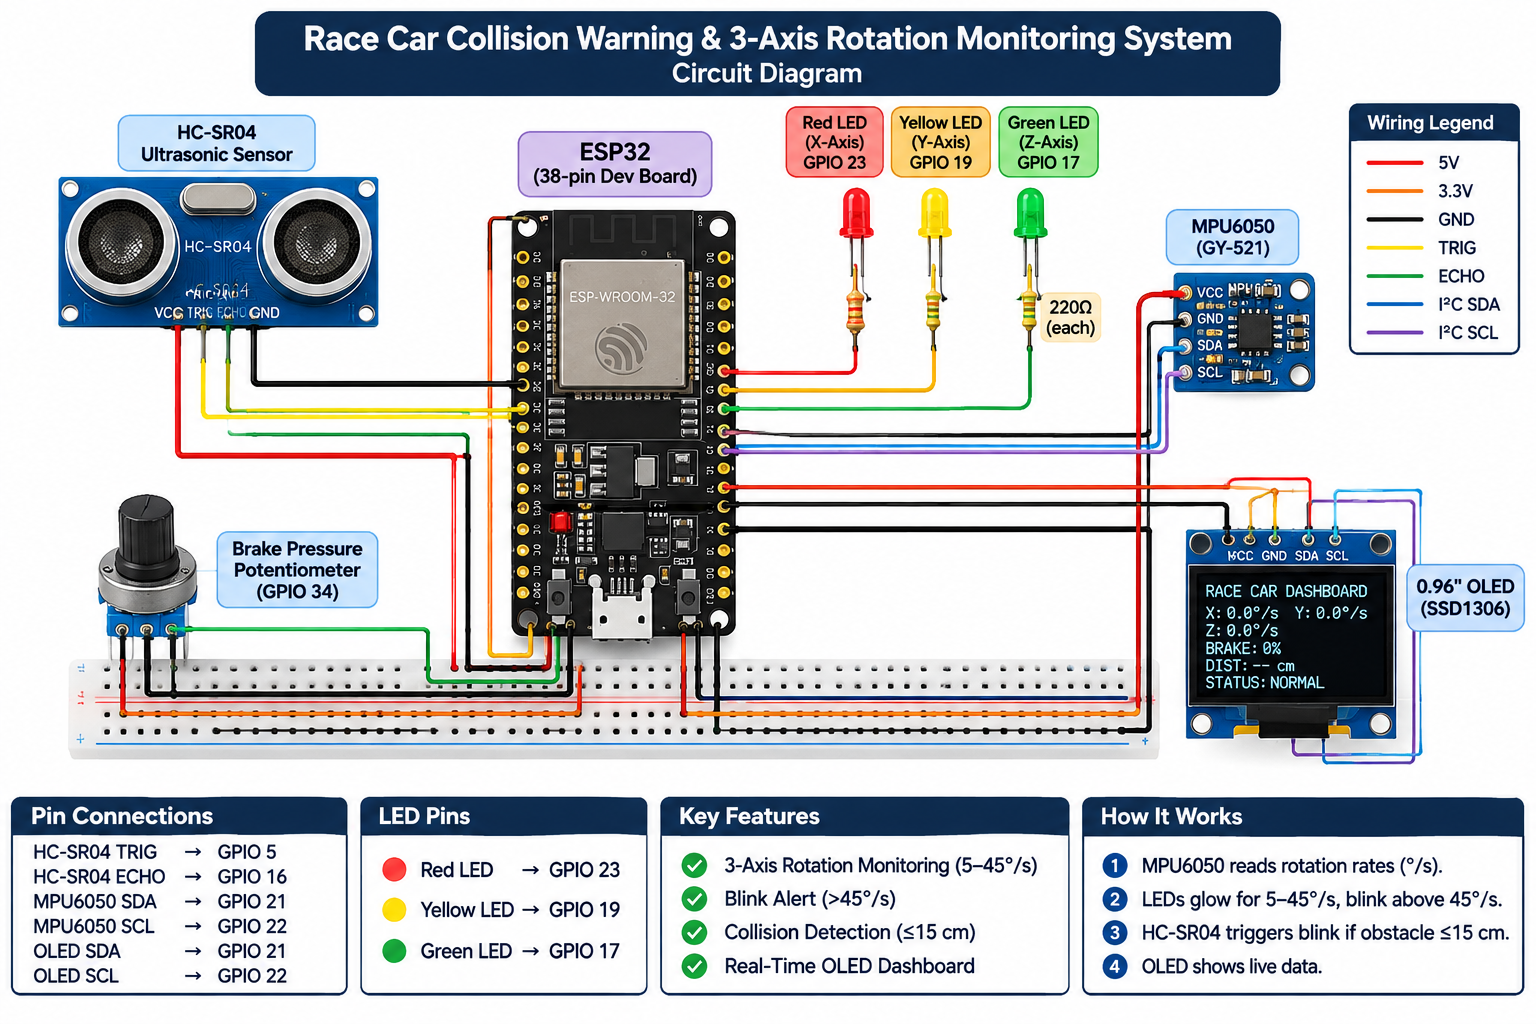 Race Car Collision Warning & 3-Axis Rotation Monitoring System
Circuit Diagram
HC-SR04
Ultrasonic Sensor
HC-SR04
VCC
GND
ESP32
(38-pin Dev Board)
ESP-WROOM-32
Red LED
(X-Axis)
GPIO 23
Yellow LED
(Y-Axis)
GPIO 19
Green LED
(Z-Axis)
GPIO 17
220Ω
(each)
MPU6050
(GY-521)
VCC
GND
SDA
SCL
Wiring Legend
5V
3.3V
GND
TRIG
ECHO
I²C SDA
I²C SCL
Brake Pressure
Potentiometer
(GPIO 34)
GND SDA SCL
RACE CAR DASHBOARD
X: 0.0°/s Y: 0.0°/s
Z: 0.0°/s
BRAKE: 0%
DIST: -- cm
STATUS: NORMAL
0.96" OLED
(SSD1306)
Pin Connections
HC-SR04 TRIG → GPIO 5
HC-SR04 ECHO → GPIO 16
MPU6050 SDA → GPIO 21
MPU6050 SCL → GPIO 22
OLED SDA → GPIO 21
OLED SCL → GPIO 22
LED Pins
Red LED → GPIO 23
Yellow LED → GPIO 19
Green LED → GPIO 17
Key Features
3-Axis Rotation Monitoring (5–45°/s)
Blink Alert (>45°/s)
Collision Detection (≤15 cm)
Real-Time OLED Dashboard
How It Works
1 MPU6050 reads rotation rates (°/s).
2 LEDs glow for 5–45°/s, blink above 45°/s.
3 HC-SR04 triggers blink if obstacle ≤15 cm.
4 OLED shows live data.